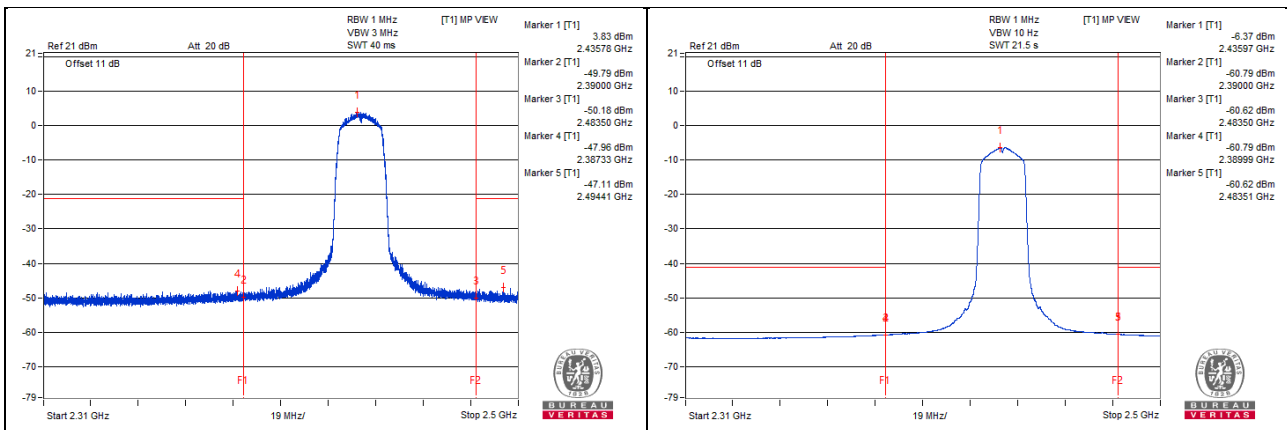 RBW 1 MHz [T1] MP VIEW
VBW 3 MHz
Ref 21 dBm Att 20 dB SWT 40 ms
Offset 11 dB
Marker 1 [T1]
3.83 dBm
2.43578 GHz
Marker 2 [T1]
-49.79 dBm
2.39000 GHz
Marker 3 [T1]
-50.18 dBm
2.48350 GHz
Marker 4 [T1]
-47.96 dBm
2.38733 GHz
Marker 5 [T1]
-47.11 dBm
2.49441 GHz
21
10
0
-10
-20
-30
-40
-50
-60
-70
-79
1
4
2
3
5
F1
F2
Start 2.31 GHz 19 MHz/ Stop 2.5 GHz
BUREAU VERITAS
1828
BUREAU
VERITAS
RBW 1 MHz [T1] MP VIEW
VBW 10 Hz
Ref 21 dBm Att 20 dB SWT 21.5 s
Offset 11 dB
Marker 1 [T1]
-6.37 dBm
2.43597 GHz
Marker 2 [T1]
-60.79 dBm
2.39000 GHz
Marker 3 [T1]
-60.62 dBm
2.48350 GHz
Marker 4 [T1]
-60.79 dBm
2.38999 GHz
Marker 5 [T1]
-60.62 dBm
2.48351 GHz
21
10
0
-10
-20
-30
-40
-50
-60
-70
-79
1
F1
F2
Start 2.31 GHz 19 MHz/ Stop 2.5 GHz
BUREAU VERITAS
1828
BUREAU
VERITAS